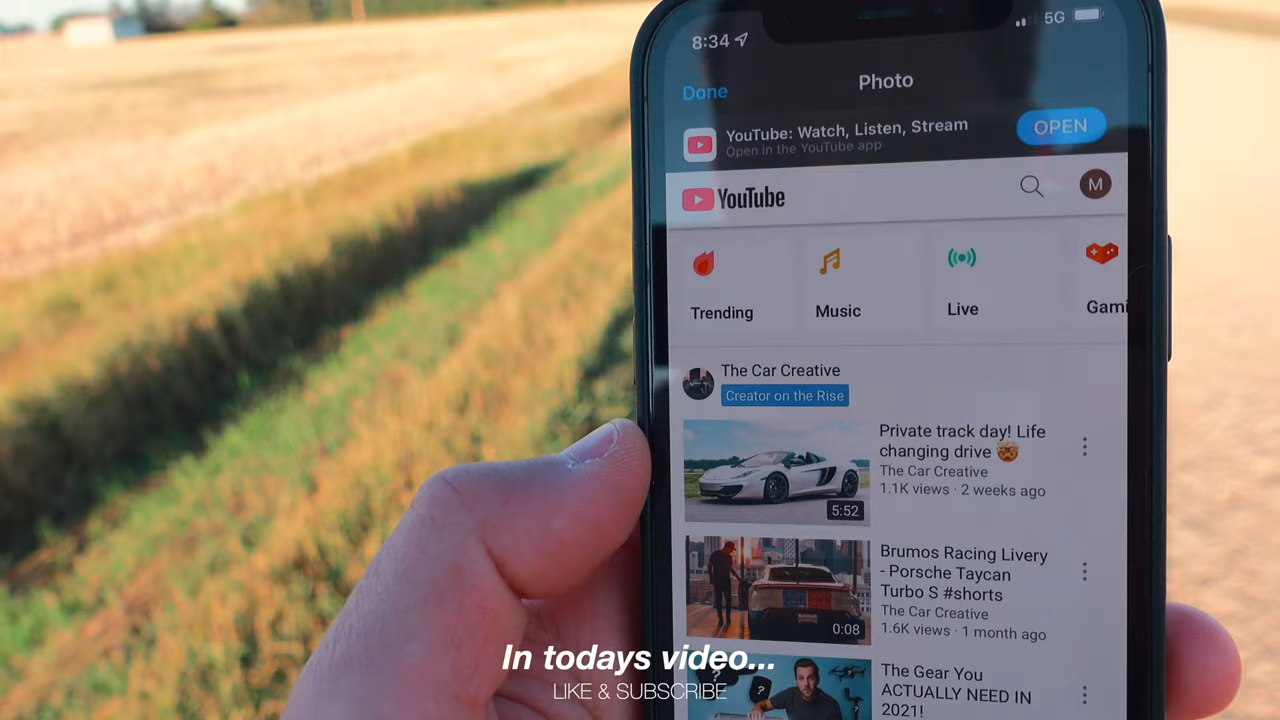 8:34
5G
Done
Photo
YouTube: Watch, Listen, Stream
Open in the YouTube app
OPEN
YouTube
M
Trending
Music
Live
Gami
The Car Creative
Creator on the Rise
Private track day! Life
changing drive 🤯
The Car Creative
1.1K views · 2 weeks ago
5:52
Brumos Racing Livery
- Porsche Taycan
Turbo S #shorts
The Car Creative
1.6K views · 1 month ago
0:08
The Gear You
ACTUALLY NEED IN
2021!
? ?
In todays video...
LIKE & SUBSCRIBE